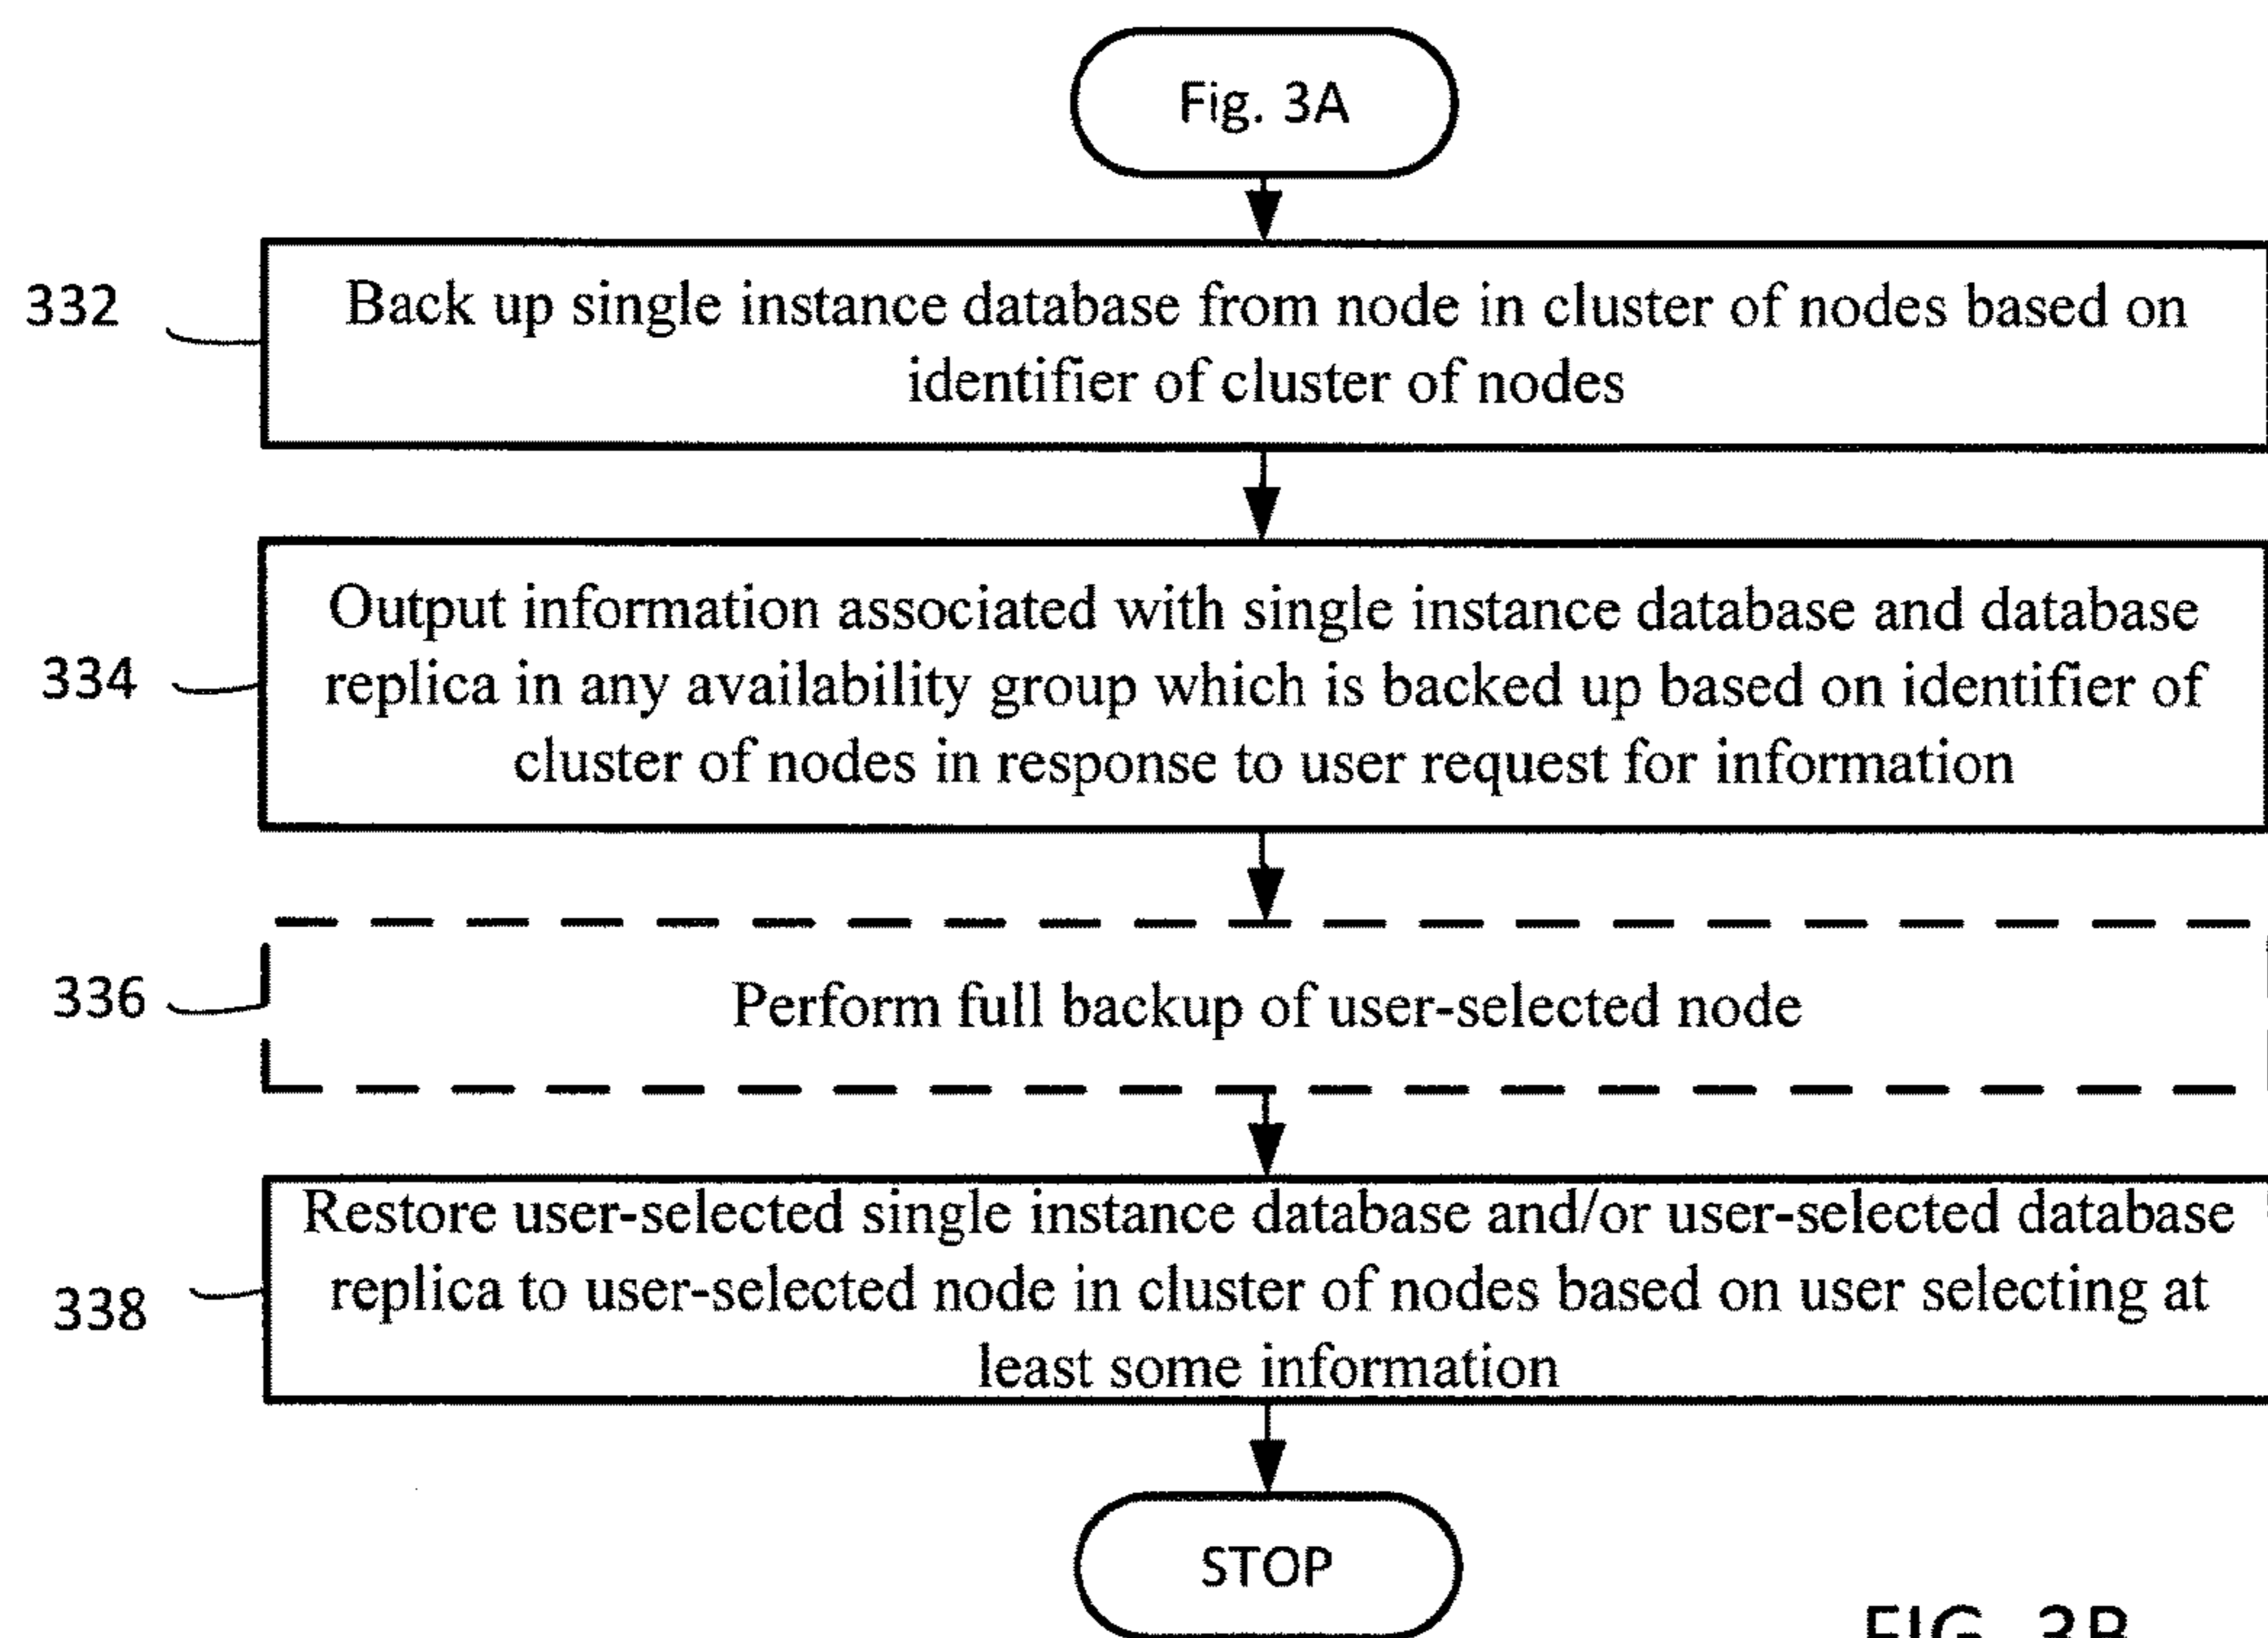 Fig. 3A
332
Back up single instance database from node in cluster of nodes based on
identifier of cluster of nodes
334
Output information associated with single instance database and database
replica in any availability group which is backed up based on identifier of
cluster of nodes in response to user request for information
336
Perform full backup of user-selected node
338
Restore user-selected single instance database and/or user-selected database
replica to user-selected node in cluster of nodes based on user selecting at
least some information
STOP
FIG. 3B